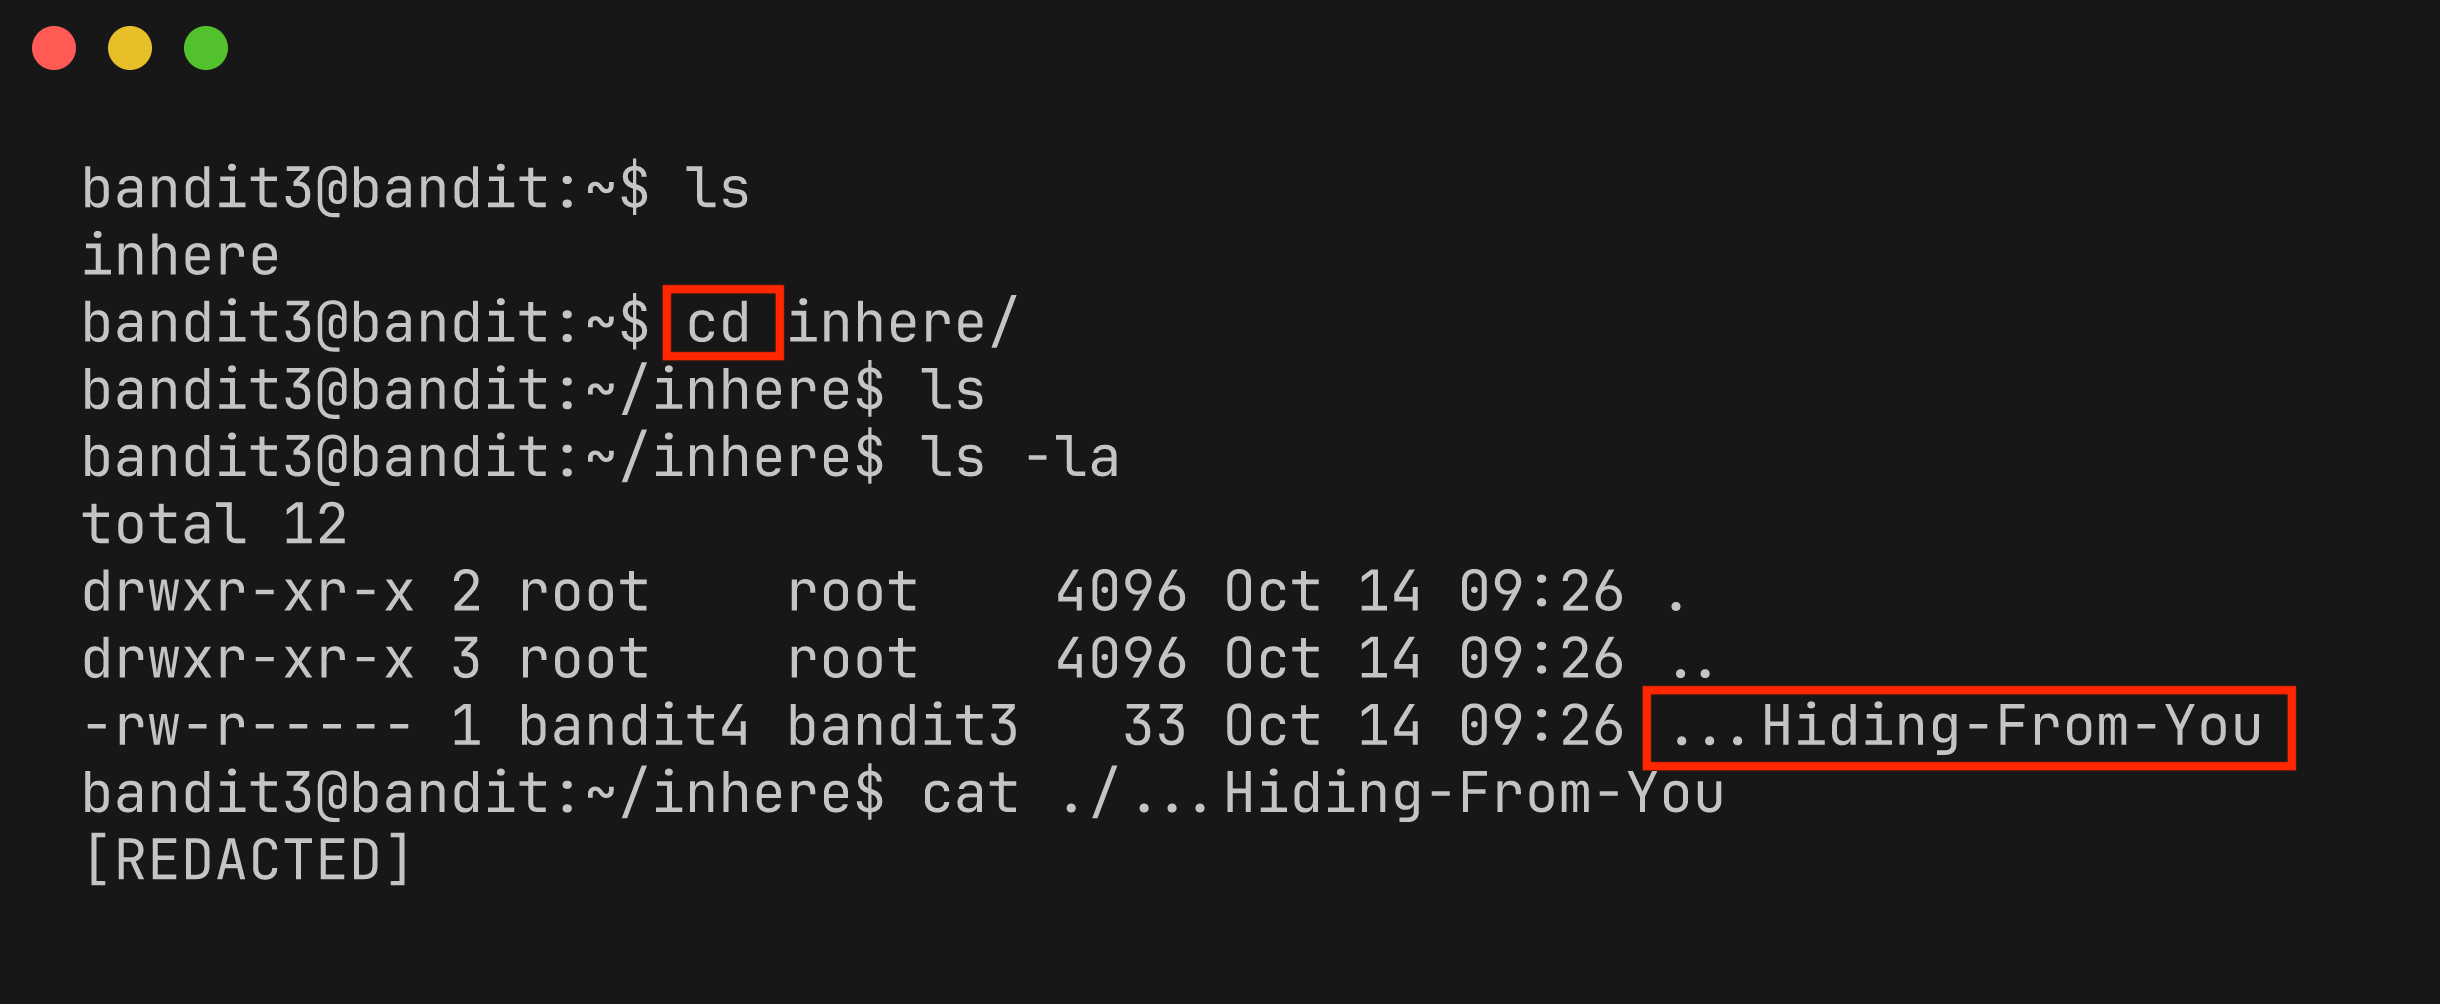 bandit3@bandit:~$ ls
inhere
bandit3@bandit:~$ cd inhere/
bandit3@bandit:~/inhere$ ls
bandit3@bandit:~/inhere$ ls -la
total 12
drwxr-xr-x 2 root    root    4096 Oct 14 09:26 .
drwxr-xr-x 3 root    root    4096 Oct 14 09:26 ..
-rw-r----- 1 bandit4 bandit3   33 Oct 14 09:26 ...Hiding-From-You
bandit3@bandit:~/inhere$ cat ./...Hiding-From-You
[REDACTED]